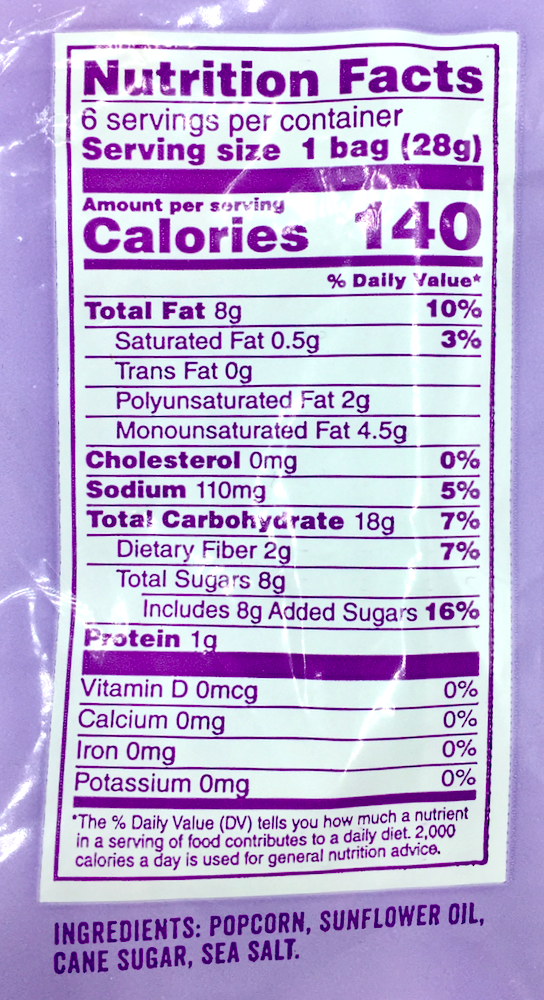 Nutrition Facts
6 servings per container
Serving size 1 bag (28g)
Amount per serving
Calories 140
% Daily Value*
Total Fat 8g 10%
Saturated Fat 0.5g 3%
Trans Fat 0g
Polyunsaturated Fat 2g
Monounsaturated Fat 4.5g
Cholesterol 0mg 0%
Sodium 110mg 5%
Total Carbohydrate 18g 7%
Dietary Fiber 2g 7%
Total Sugars 8g
Includes 8g Added Sugars 16%
Protein 1g
Vitamin D 0mcg 0%
Calcium 0mg 0%
Iron 0mg 0%
Potassium 0mg 0%
*The % Daily Value (DV) tells you how much a nutrient
in a serving of food contributes to a daily diet. 2,000
calories a day is used for general nutrition advice.
INGREDIENTS: POPCORN, SUNFLOWER OIL,
CANE SUGAR, SEA SALT.